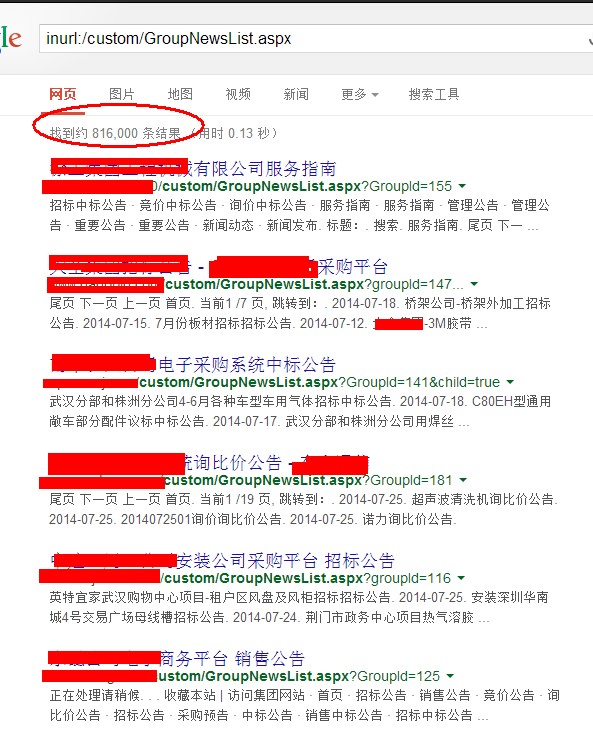 gle
inurl:/custom/GroupNewsList.aspx
网页 图片 地图 视频 新闻 更多 搜索工具
找到约 816,000 条结果 （用时 0.13 秒）
有限公司服务指南
0/custom/GroupNewsList.aspx?GroupId=155
招标中标公告 · 竞价中标公告 · 询价中标公告 · 服务指南 · 服务指南 · 管理公告 · 管理公
告 · 重要公告 · 重要公告 · 新闻动态 · 新闻发布. 标题: . 搜索. 服务指南. 尾页 下一 ...
采购平台
/custom/GroupNewsList.aspx?GroupId=147...
尾页 下一页 上一页 首页. 当前1 /7 页, 跳转到: . 2014-07-18. 桥架公司-桥架外加工招标
公告. 2014-07-15. 7月份板材招标招标公告. 2014-07-12. -3M胶带 ...
电子采购系统中标公告
/custom/GroupNewsList.aspx?GroupId=141&child=true
武汉分部和株洲分公司4-6月各种车型车用气体招标中标公告. 2014-07-18. C80EH型通用
敞车部分配件议标中标公告. 2014-07-17. 武汉分部和株洲分公司用焊丝 ...
统询比价公告 -
/custom/GroupNewsList.aspx?GroupId=181
尾页 下一页 上一页 首页. 当前1 /19 页, 跳转到: . 2014-07-25. 超声波清洗机询比价公告.
2014-07-25. 2014072501询价询比价公告. 2014-07-25. 诺力询比价公告.
安装公司采购平台 招标公告
/custom/GroupNewsList.aspx?groupId=116
英特宜家武汉购物中心项目-租户区风盘及风柜招标招标公告. 2014-07-25. 安装深圳华南
城4号交易广场母线槽招标公告. 2014-07-24. 荆门市政务中心项目热气溶胶 ...
商务平台 销售公告
/custom/GroupNewsList.aspx?GroupId=125
正在处理请稍候. . . 收藏本站 | 访问集团网站 · 首页 · 招标公告 · 销售公告 · 竞价公告 · 询
比价公告 · 招标公告 · 采购预告 · 中标公告 · 销售中标公告 · 招标中标公告 ...